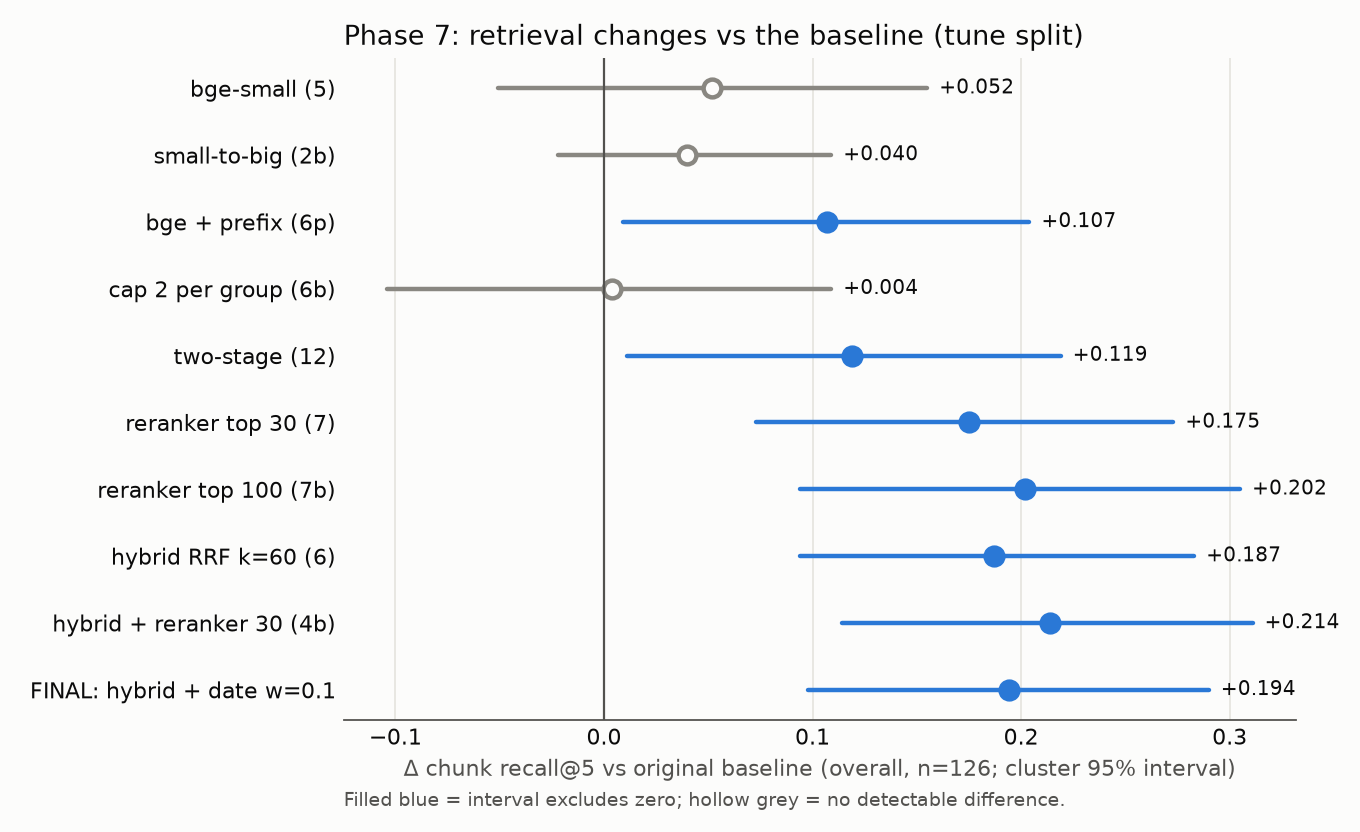 Phase 7: retrieval changes vs the baseline (tune split)
bge-small (5) +0.052
small-to-big (2b) +0.040
bge + prefix (6p) +0.107
cap 2 per group (6b) +0.004
two-stage (12) +0.119
reranker top 30 (7) +0.175
reranker top 100 (7b) +0.202
hybrid RRF k=60 (6) +0.187
hybrid + reranker 30 (4b) +0.214
FINAL: hybrid + date w=0.1 +0.194
−0.1 0.0 0.1 0.2 0.3
Δ chunk recall@5 vs original baseline (overall, n=126; cluster 95% interval)
Filled blue = interval excludes zero; hollow grey = no detectable difference.